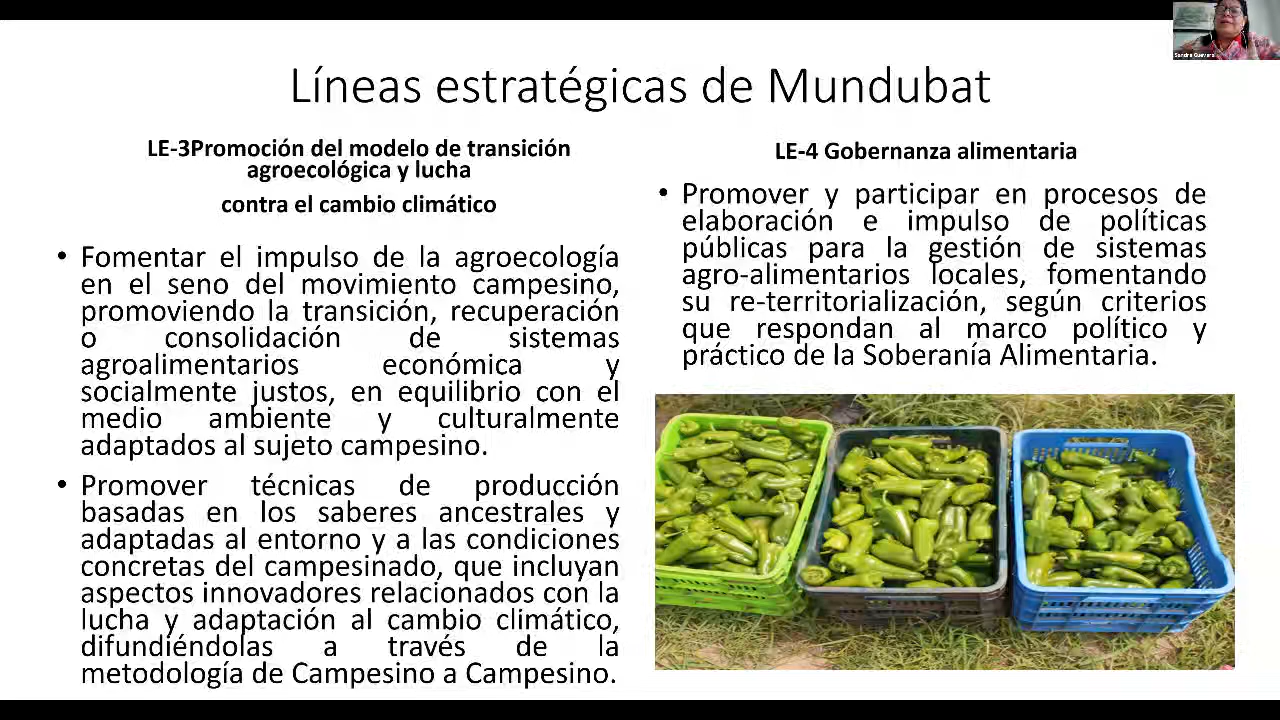 Líneas estratégicas de Mundubat
LE-3Promoción del modelo de transición
agroecológica y lucha
contra el cambio climático
• Fomentar el impulso de la agroecología
en el seno del movimiento campesino,
promoviendo la transición, recuperación
o consolidación de sistemas
agroalimentarios económica y
socialmente justos, en equilibrio con el
medio ambiente y culturalmente
adaptados al sujeto campesino.
• Promover técnicas de producción
basadas en los saberes ancestrales y
adaptadas al entorno y a las condiciones
concretas del campesinado, que incluyan
aspectos innovadores relacionados con la
lucha y adaptación al cambio climático,
difundiéndolas a través de la
metodología de Campesino a Campesino.
LE-4 Gobernanza alimentaria
• Promover y participar en procesos de
elaboración e impulso de políticas
públicas para la gestión de sistemas
agro-alimentarios locales, fomentando
su re-territorialización, según criterios
que respondan al marco político y
práctico de la Soberanía Alimentaria.
Sandra Guevara